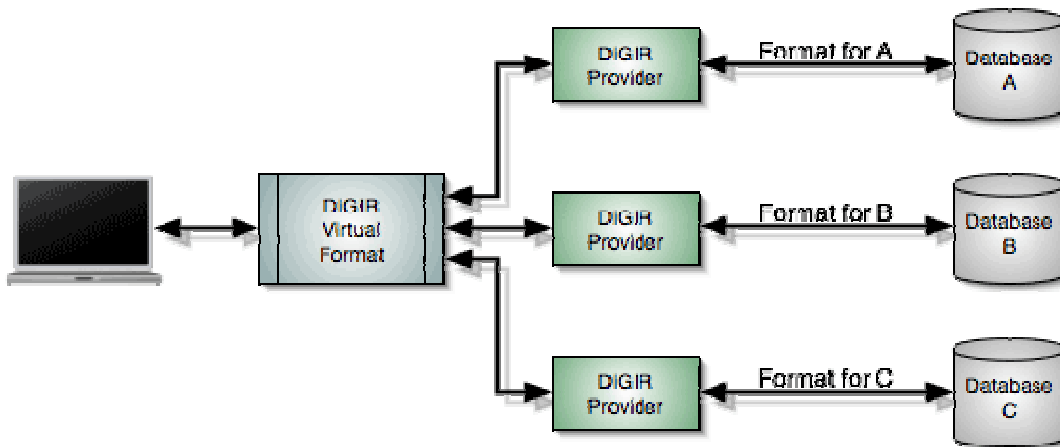 DiGIR
Provider
Format for A
Database
A
DiGIR
Virtual
Format
DiGIR
Provider
Format for B
Database
B
DiGIR
Provider
Format for C
Database
C